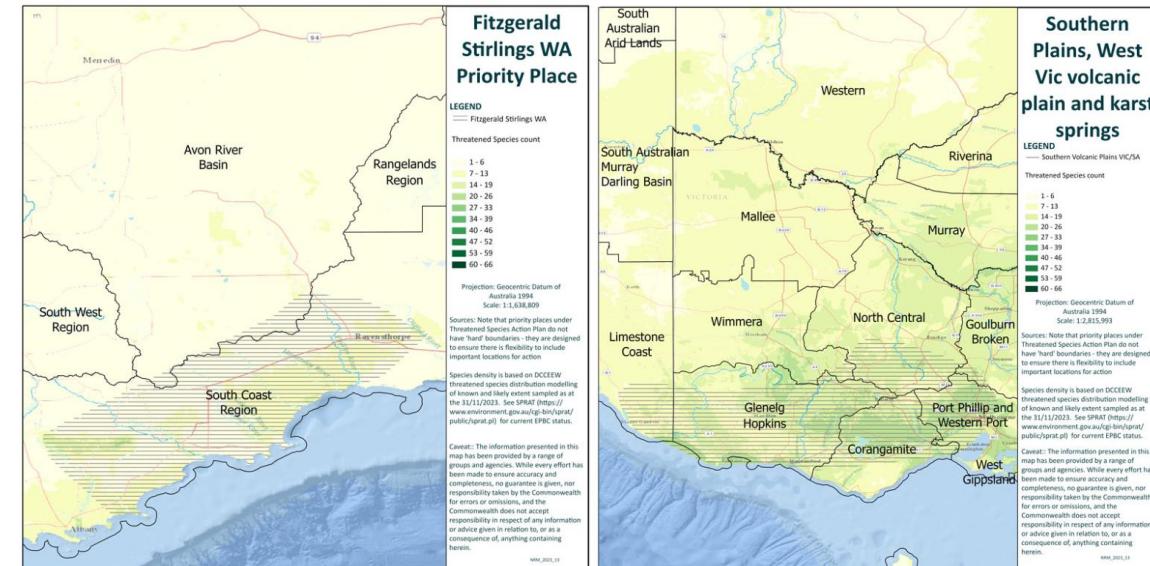 Fitzgerald
Stirlings WA
Priority Place
LEGEND
Fitzgerald Stirlings WA
Threatened Species count
1 - 6
7 - 13
14 - 19
20 - 26
27 - 33
34 - 39
40 - 46
47 - 52
53 - 59
60 - 66
Projection: Geocentric Datum of
Australia 1994
Scale: 1:1,638,809
Sources: Note that priority places under
Threatened Species Action Plan do not
have 'hard' boundaries - they are designed
to ensure there is flexibility to include
important locations for action
Species density is based on DCCEEW
threatened species distribution modelling
of known and likely extent sampled as at
the 31/11/2023. See SPRAT (https://
www.environment.gov.au/cgi-bin/sprat/
public/sprat.pl) for current EPBC status.
Caveat:: The information presented in this
map has been provided by a range of
groups and agencies. While every effort has
been made to ensure accuracy and
completeness, no guarantee is given, nor
responsibility taken by the Commonwealth
for errors or omissions, and the
Commonwealth does not accept
responsibility in respect of any information
or advice given in relation to, or as a
consequence of, anything containing
herein.
NRM_2023_13
94
Merredin
Avon River
Basin
Rangelands
Region
South West
Region
Ravensthorpe
South Coast
Region
Albany
Southern
Plains, West
Vic volcanic
plain and karst
springs
LEGEND
Southern Volcanic Plains VIC/SA
Threatened Species count
1 - 6
7 - 13
14 - 19
20 - 26
27 - 33
34 - 39
40 - 46
47 - 52
53 - 59
60 - 66
Projection: Geocentric Datum of
Australia 1994
Scale: 1:2,815,993
Sources: Note that priority places under
Threatened Species Action Plan do not
have 'hard' boundaries - they are designed
to ensure there is flexibility to include
important locations for action
Species density is based on DCCEEW
threatened species distribution modelling
of known and likely extent sampled as at
the 31/11/2023. See SPRAT (https://
www.environment.gov.au/cgi-bin/sprat/
public/sprat.pl) for current EPBC status.
Caveat:: The information presented in this
map has been provided by a range of
groups and agencies. While every effort has
been made to ensure accuracy and
completeness, no guarantee is given, nor
responsibility taken by the Commonwealth
for errors or omissions, and the
Commonwealth does not accept
responsibility in respect of any information
or advice given in relation to, or as a
consequence of, anything containing
herein.
NRM_2023_13
South
Australian
Arid Lands
Western
South Australian
Murray
Darling Basin
Riverina
VICTORIA
Mallee
Murray
Limestone
Coast
Wimmera
North Central
Goulburn
Broken
Glenelg
Hopkins
Port Phillip and
Western Port
Corangamite
West
Gippsland